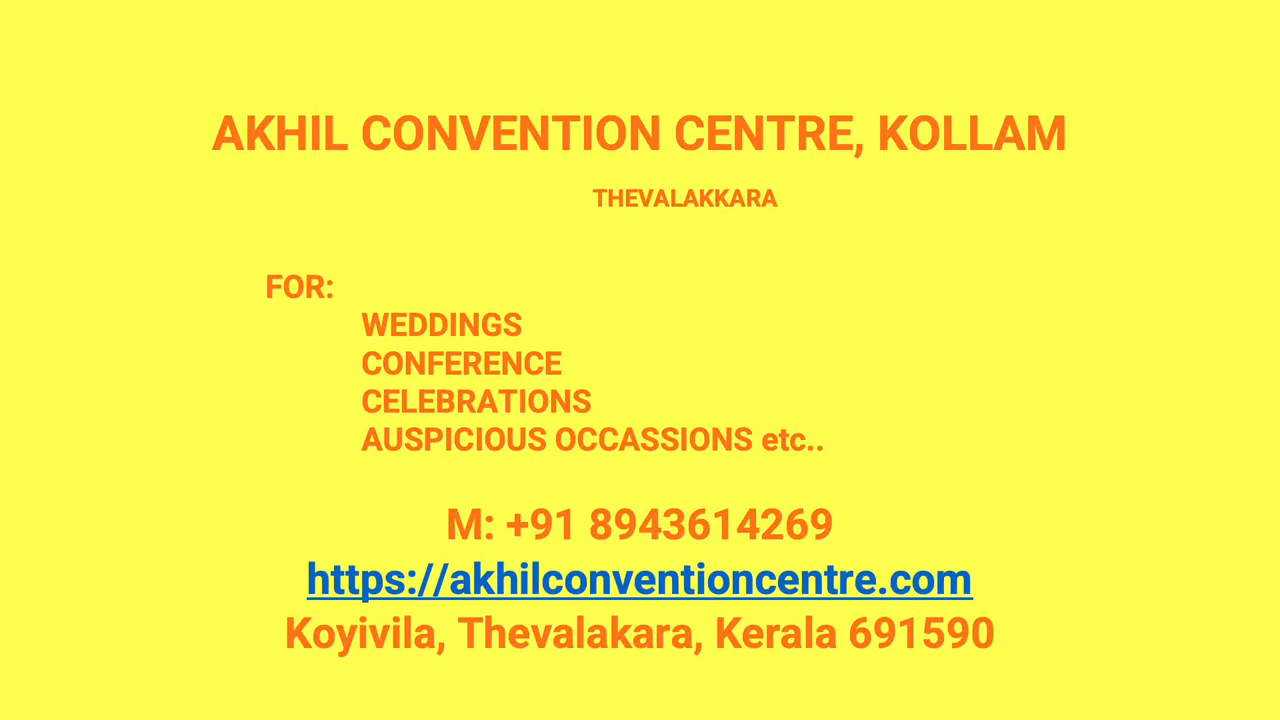 AKHIL CONVENTION CENTRE, KOLLAM
THEVALAKKARA
FOR:
WEDDINGS
CONFERENCE
CELEBRATIONS
AUSPICIOUS OCCASSIONS etc..
M: +91 8943614269
https://akhilconventioncentre.com
Koyivila, Thevalakara, Kerala 691590